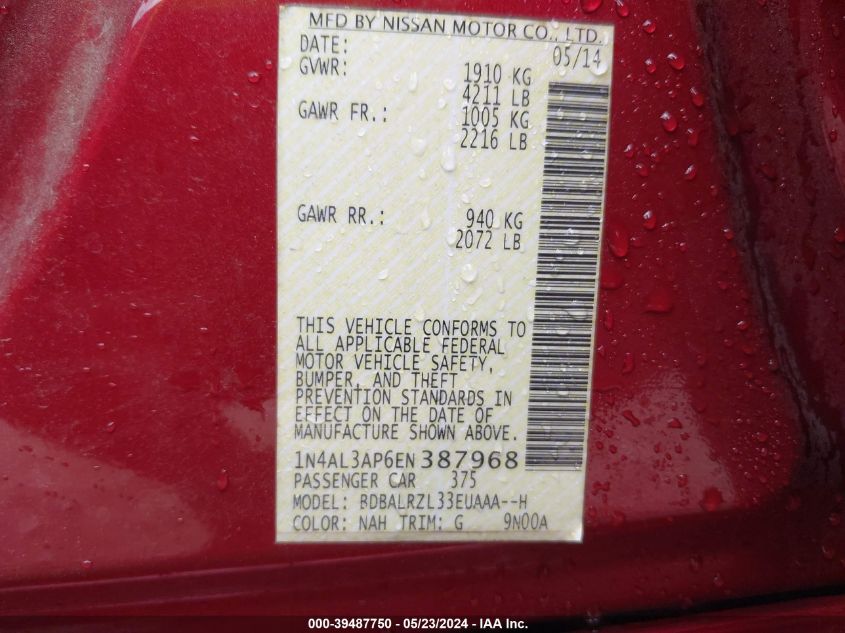 MFD BY NISSAN MOTOR CO., LTD.
DATE: 05/14
GVWR: 1910 KG
4211 LB
GAWR FR.: 1005 KG
2216 LB
GAWR RR.: 940 KG
2072 LB
THIS VEHICLE CONFORMS TO
ALL APPLICABLE FEDERAL
MOTOR VEHICLE SAFETY,
BUMPER, AND THEFT
PREVENTION STANDARDS IN
EFFECT ON THE DATE OF
MANUFACTURE SHOWN ABOVE.
1N4AL3AP6EN387968
PASSENGER CAR 375
MODEL: BDBALRZL33EUAAA--H
COLOR: NAH TRIM: G 9N00A
000-39487750 - 05/23/2024 - IAA Inc.